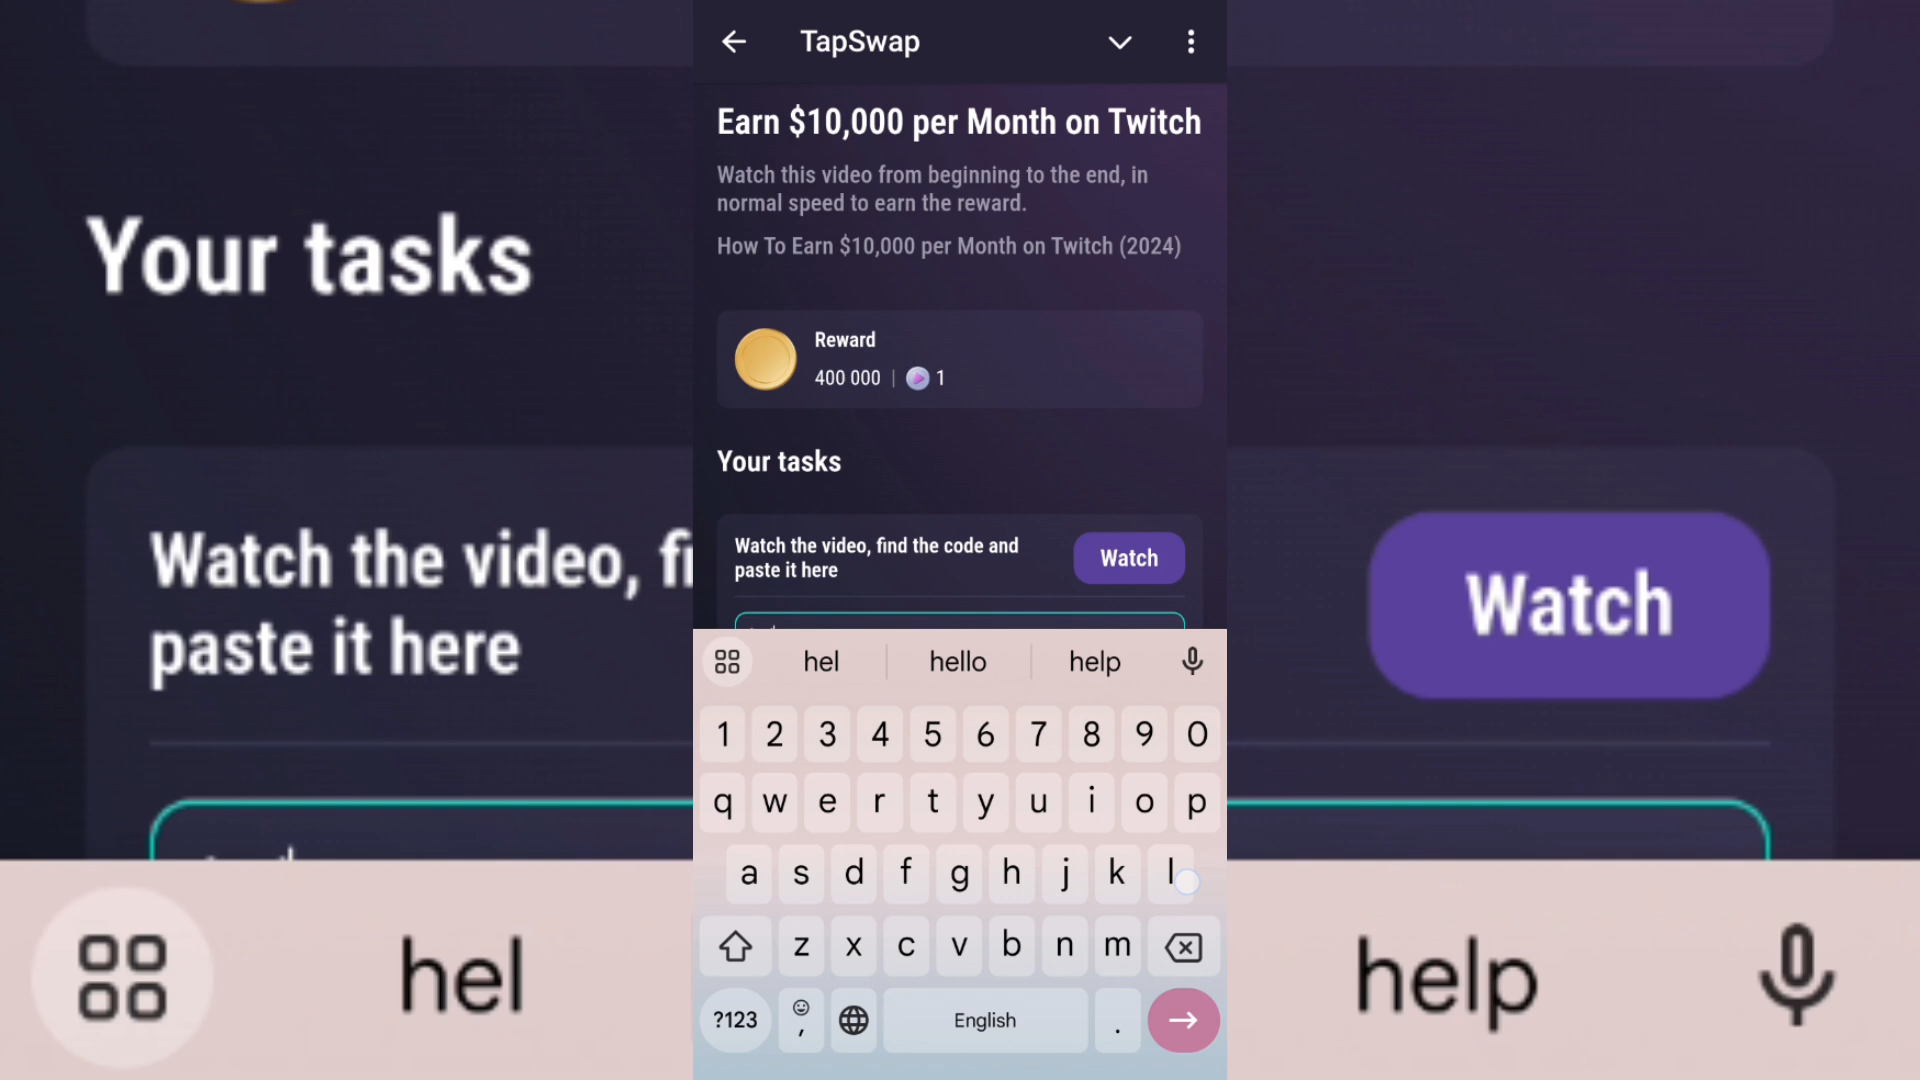 TapSwap
Earn $10,000 per Month on Twitch
Watch this video from beginning to the end, in
normal speed to earn the reward.
How To Earn $10,000 per Month on Twitch (2024)
Reward
400 000 | 1
Your tasks
Watch the video, find the code and
paste it here
Watch
hel hello help
1 2 3 4 5 6 7 8 9 0
q w e r t y u i o p
a s d f g h j k l
z x c v b n m
?123 , English .
Your tasks
Watch the video,
paste it here
Watch
hel help